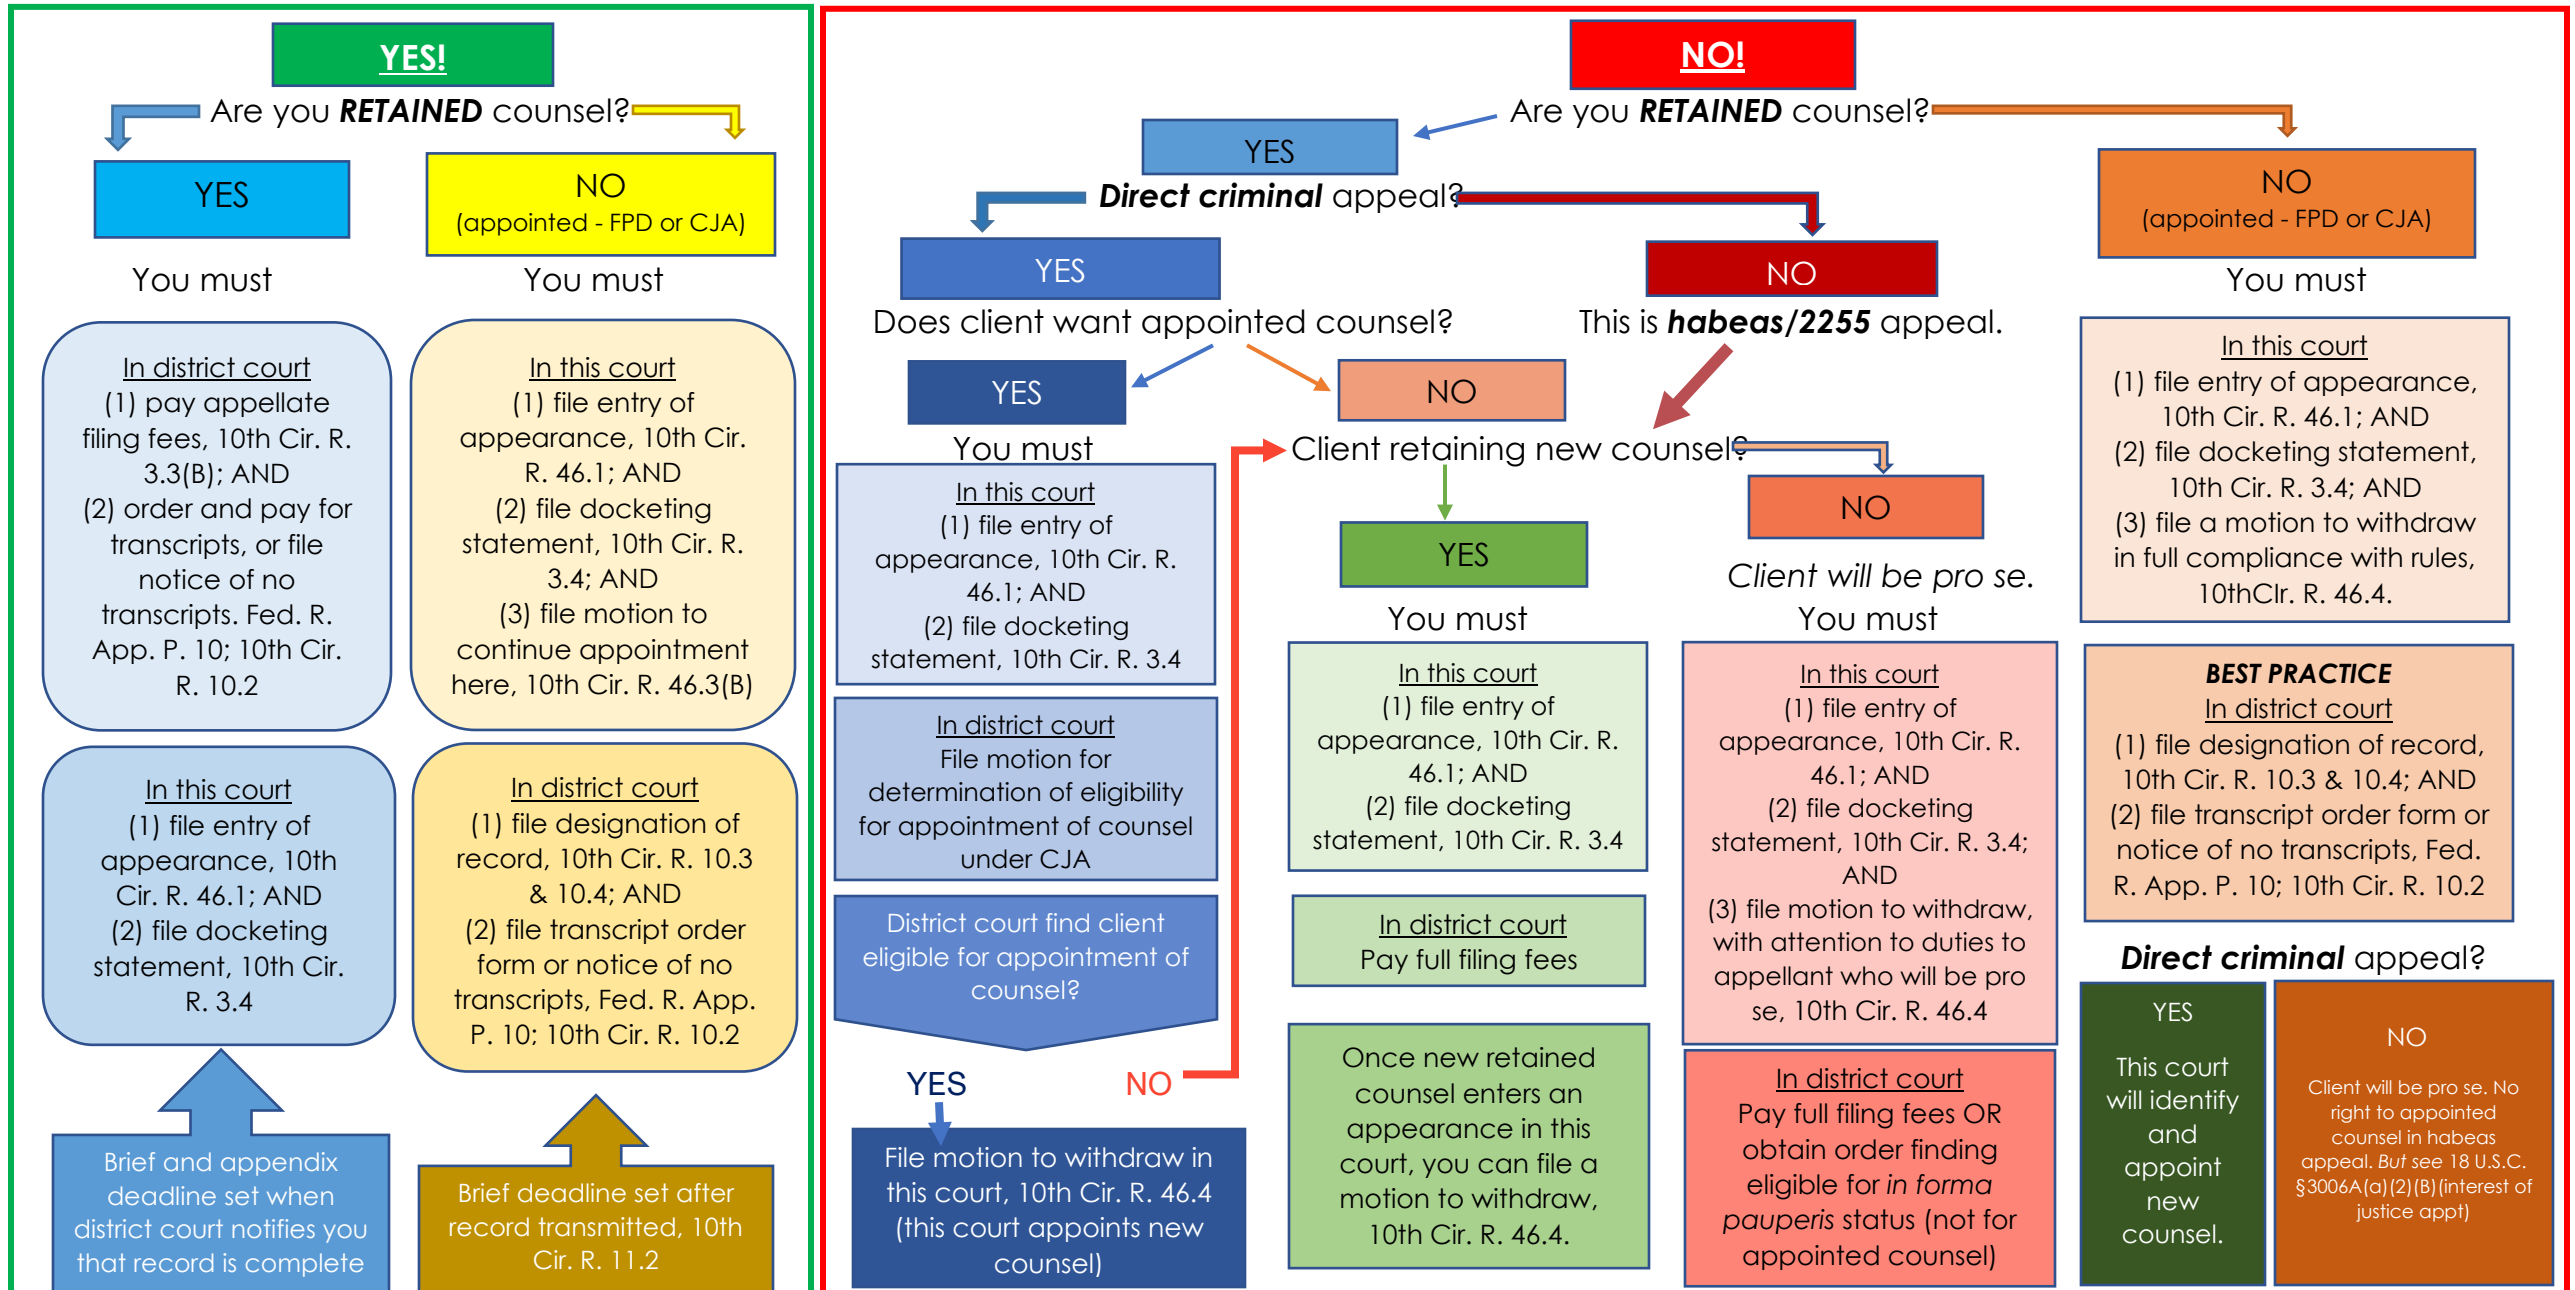 YES!
Are you RETAINED counsel?
YES
NO
(appointed - FPD or CJA)
You must
You must
In district court
(1) pay appellate
filing fees, 10th Cir. R.
3.3(B); AND
(2) order and pay for
transcripts, or file
notice of no
transcripts. Fed. R.
App. P. 10; 10th Cir.
R. 10.2
In this court
(1) file entry of
appearance, 10th Cir.
R. 46.1; AND
(2) file docketing
statement, 10th Cir. R.
3.4; AND
(3) file motion to
continue appointment
here, 10th Cir. R. 46.3(B)
In this court
(1) file entry of
appearance, 10th
Cir. R. 46.1; AND
(2) file docketing
statement, 10th Cir.
R. 3.4
In district court
(1) file designation of
record, 10th Cir. R. 10.3
& 10.4; AND
(2) file transcript order
form or notice of no
transcripts, Fed. R. App.
P. 10; 10th Cir. R. 10.2
Brief and appendix
deadline set when
district court notifies you
that record is complete
Brief deadline set after
record transmitted, 10th
Cir. R. 11.2
NO!
Are you RETAINED counsel?
YES
NO
(appointed - FPD or CJA)
Direct criminal appeal?
YES
NO
Does client want appointed counsel?
This is habeas/2255 appeal.
YES
NO
You must
Client retaining new counsel?
In this court
(1) file entry of
appearance, 10th Cir. R.
46.1; AND
(2) file docketing
statement, 10th Cir. R. 3.4
In district court
File motion for
determination of eligibility
for appointment of counsel
under CJA
District court find client
eligible for appointment of
counsel?
YES
NO
File motion to withdraw in
this court, 10th Cir. R. 46.4
(this court appoints new
counsel)
YES
You must
In this court
(1) file entry of
appearance, 10th Cir. R.
46.1; AND
(2) file docketing
statement, 10th Cir. R. 3.4
In district court
Pay full filing fees
Once new retained
counsel enters an
appearance in this
court, you can file a
motion to withdraw,
10th Cir. R. 46.4.
NO
Client will be pro se.
You must
In this court
(1) file entry of
appearance, 10th Cir. R.
46.1; AND
(2) file docketing
statement, 10th Cir. R. 3.4;
AND
(3) file motion to withdraw,
with attention to duties to
appellant who will be pro
se, 10th Cir. R. 46.4
In district court
Pay full filing fees OR
obtain order finding
eligible for in forma
pauperis status (not for
appointed counsel)
You must
In this court
(1) file entry of appearance,
10th Cir. R. 46.1; AND
(2) file docketing statement,
10th Cir. R. 3.4; AND
(3) file a motion to withdraw
in full compliance with rules,
10thCIr. R. 46.4.
BEST PRACTICE
In district court
(1) file designation of record,
10th Cir. R. 10.3 & 10.4; AND
(2) file transcript order form or
notice of no transcripts, Fed.
R. App. P. 10; 10th Cir. R. 10.2
Direct criminal appeal?
YES
This court
will identify
and
appoint
new
counsel.
NO
Client will be pro se. No
right to appointed
counsel in habeas
appeal. But see 18 U.S.C.
§3006A(a)(2)(B)(interest of
justice appt)